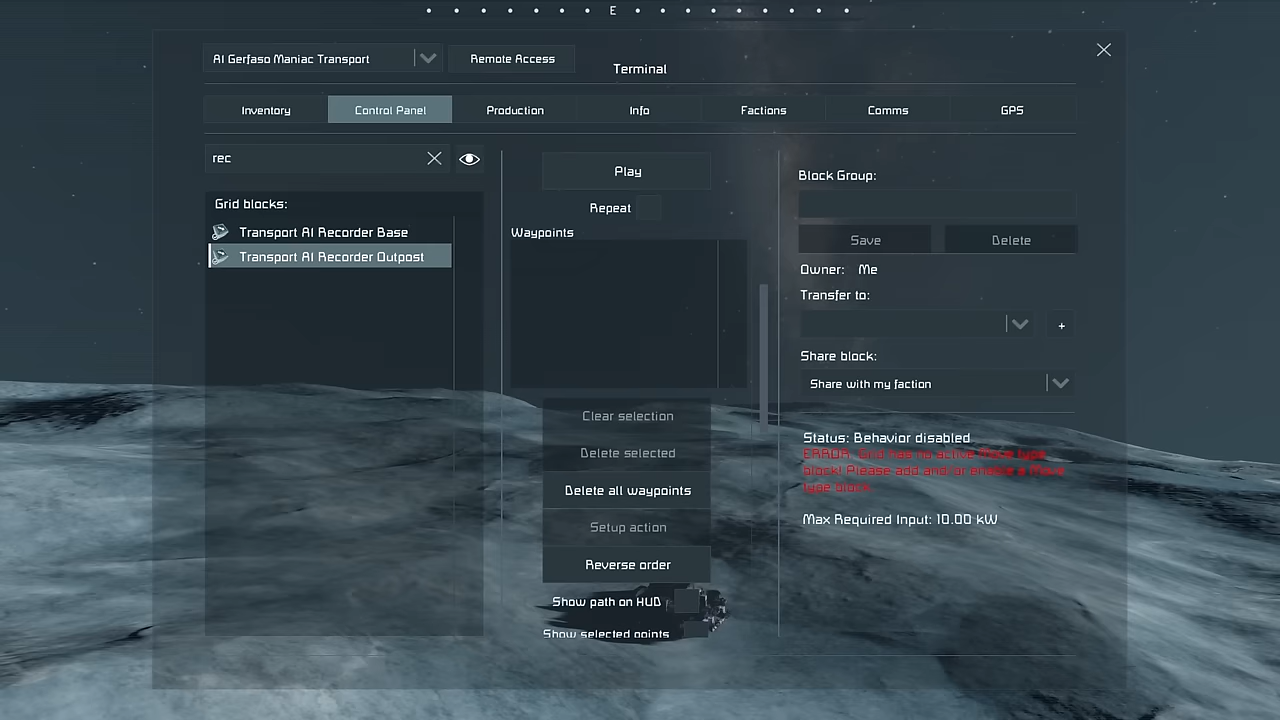 E
AI Gerfaso Maniac Transport
Remote Access
Terminal
Inventory
Control Panel
Production
Info
Factions
Comms
GPS
rec
Grid blocks:
Transport AI Recorder Base
Transport AI Recorder Outpost
Play
Repeat
Waypoints
Clear selection
Delete selected
Delete all waypoints
Setup action
Reverse order
Show path on HUD
Show selected points
Block Group:
Save
Delete
Owner: Me
Transfer to:
+
Share block:
Share with my faction
Status: Behavior disabled
ERROR: Grid has no active Move type
block! Please add and/or enable a Move
type block.
Max Required Input: 10.00 kW